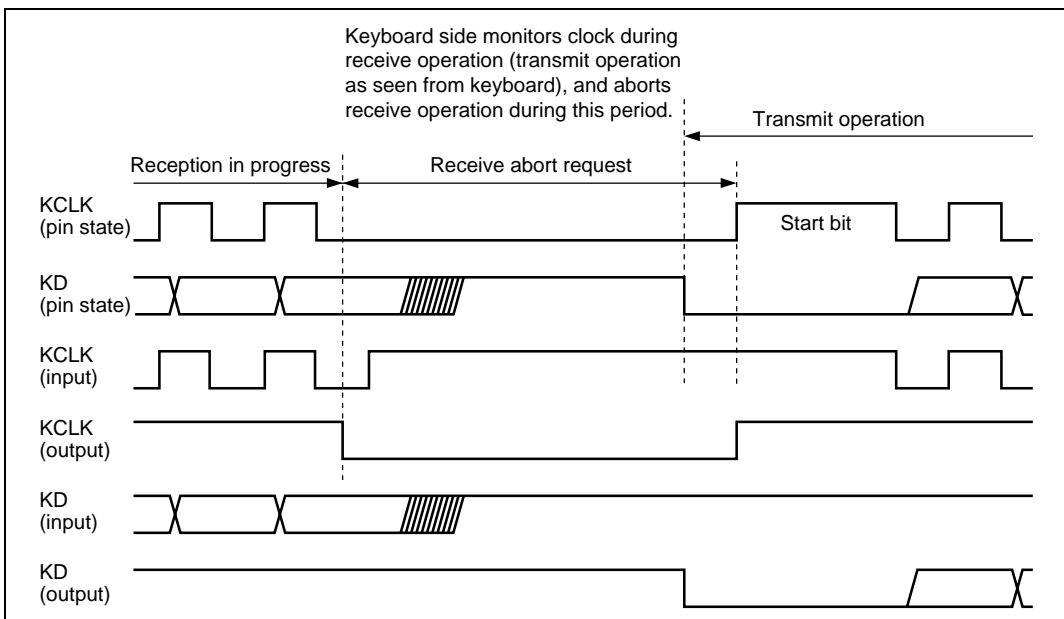 Keyboard side monitors clock during
receive operation (transmit operation
as seen from keyboard), and aborts
receive operation during this period.
Transmit operation
Reception in progress
Receive abort request
KCLK
(pin state)
Start bit
KD
(pin state)
KCLK
(input)
KCLK
(output)
KD
(input)
KD
(output)